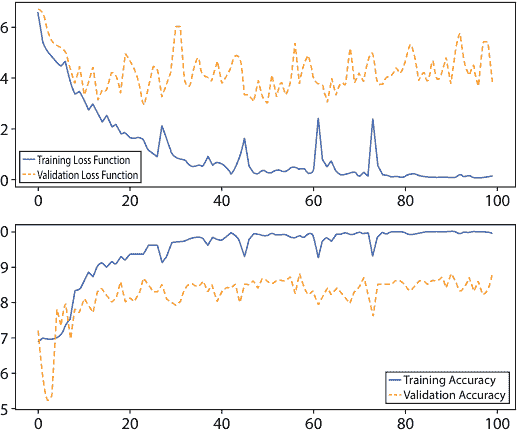 6
4
2
Training Loss Function
Validation Loss Function
0
0 20 40 60 80 100
0
9
8
7
6
Training Accuracy
Validation Accuracy
5
0 20 40 60 80 100